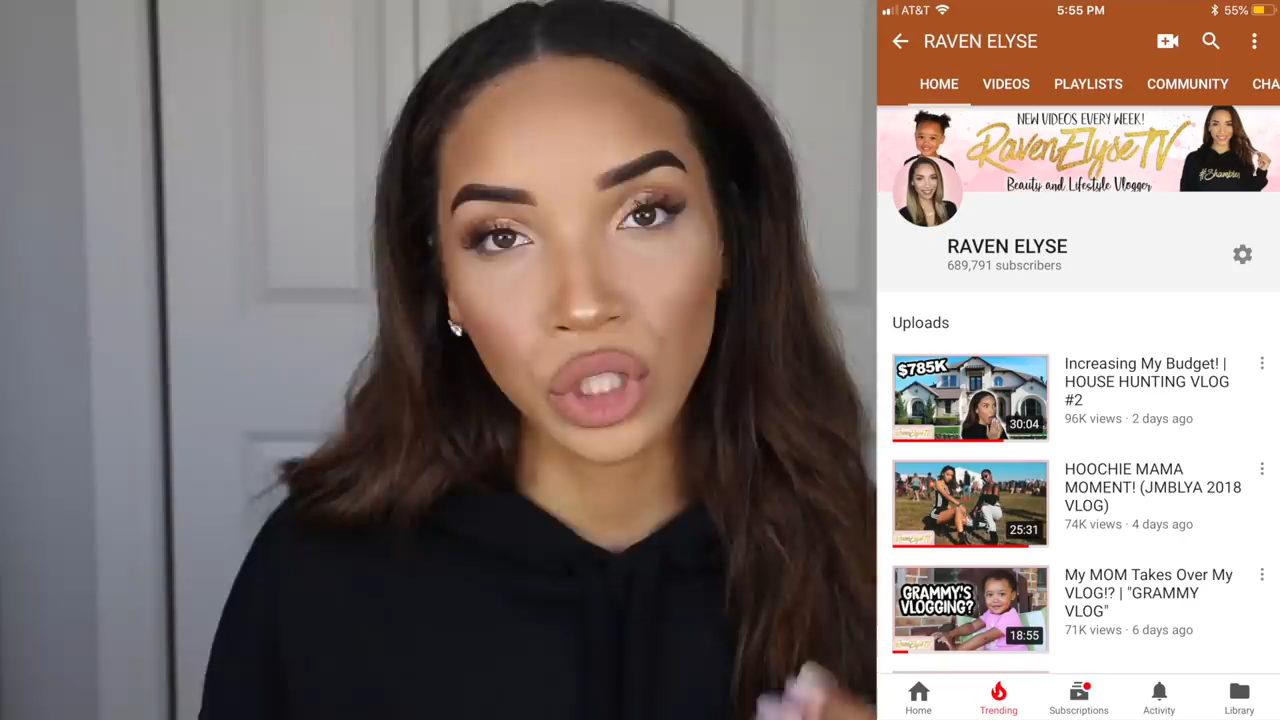 AT&T 5:55 PM 55%
RAVEN ELYSE
HOME VIDEOS PLAYLISTS COMMUNITY CHA
NEW VIDEOS EVERY WEEK!
RavenElyseTV
Beauty and Lifestyle Vlogger
#Shambles
RAVEN ELYSE
689,791 subscribers
Uploads
$785K
30:04
Increasing My Budget! |
HOUSE HUNTING VLOG
#2
96K views · 2 days ago
RavenElyseTV
25:31
HOOCHIE MAMA
MOMENT! (JMBLYA 2018
VLOG)
74K views · 4 days ago
GRAMMY'S
VLOGGING?
18:55
My MOM Takes Over My
VLOG!? | "GRAMMY
VLOG"
71K views · 6 days ago
Home Trending Subscriptions Activity Library